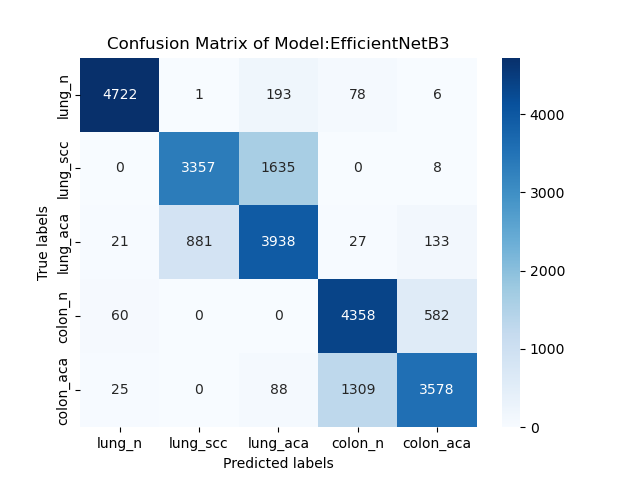 Confusion Matrix of Model:EfficientNetB3
True labels
lung_n 4722 1 193 78 6
lung_scc 0 3357 1635 0 8
lung_aca 21 881 3938 27 133
colon_n 60 0 0 4358 582
colon_aca 25 0 88 1309 3578
lung_n lung_scc lung_aca colon_n colon_aca
Predicted labels
4000
3000
2000
1000
0